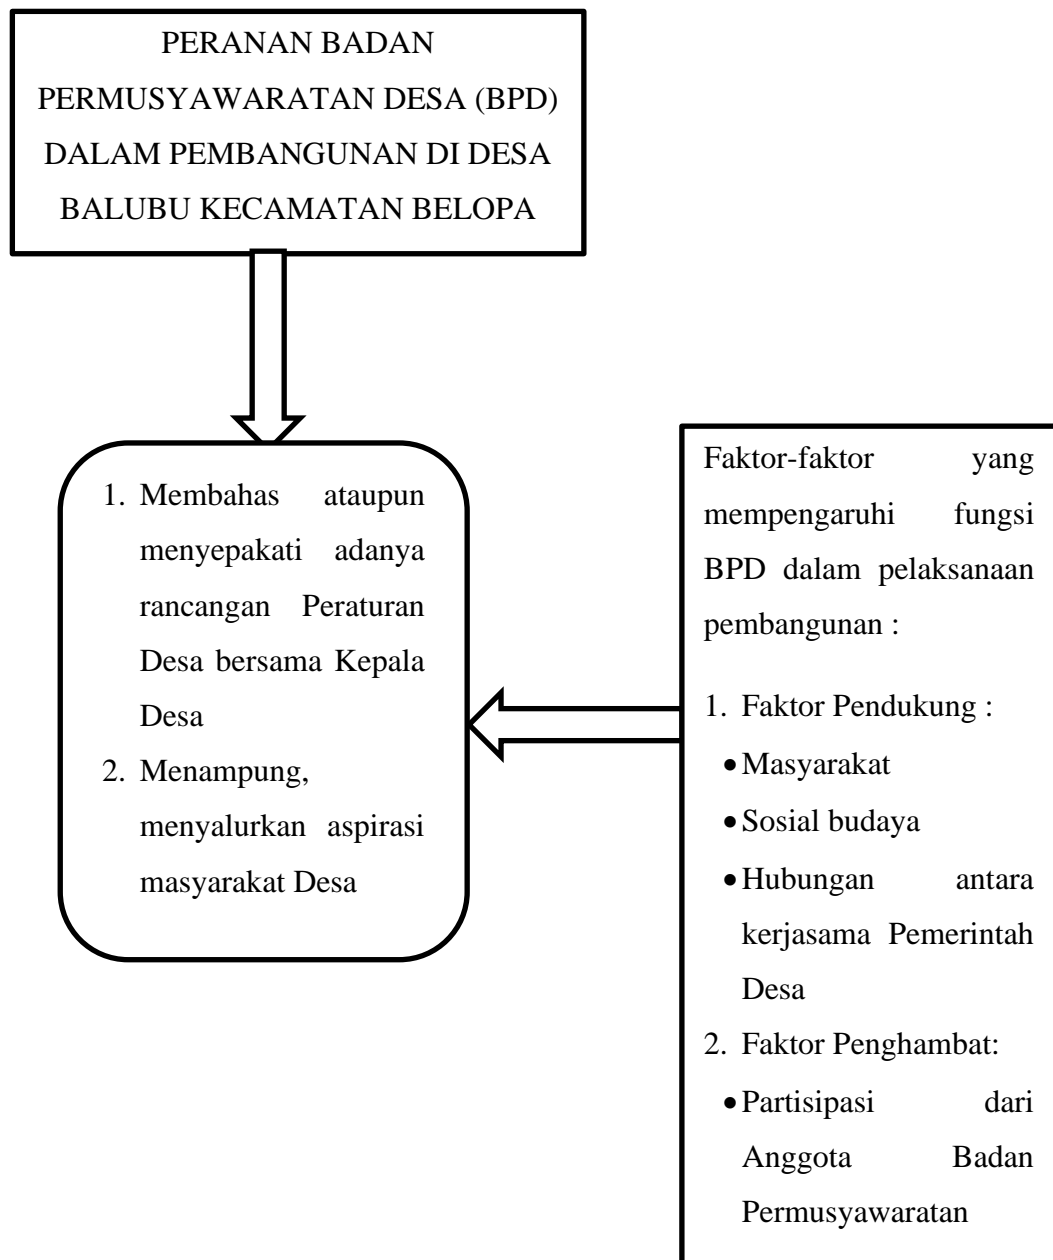 PERANAN BADAN
PERMUSYAWARATAN DESA (BPD)
DALAM PEMBANGUNAN DI DESA
BALUBU KECAMATAN BELOPA
1. Membahas ataupun
menyepakati adanya
rancangan Peraturan
Desa bersama Kepala
Desa
2. Menampung,
menyalurkan aspirasi
masyarakat Desa
Faktor-faktor yang
mempengaruhi fungsi
BPD dalam pelaksanaan
pembangunan :
1. Faktor Pendukung :
• Masyarakat
• Sosial budaya
• Hubungan antara
kerjasama Pemerintah
Desa
2. Faktor Penghambat:
• Partisipasi dari
Anggota Badan
Permusyawaratan